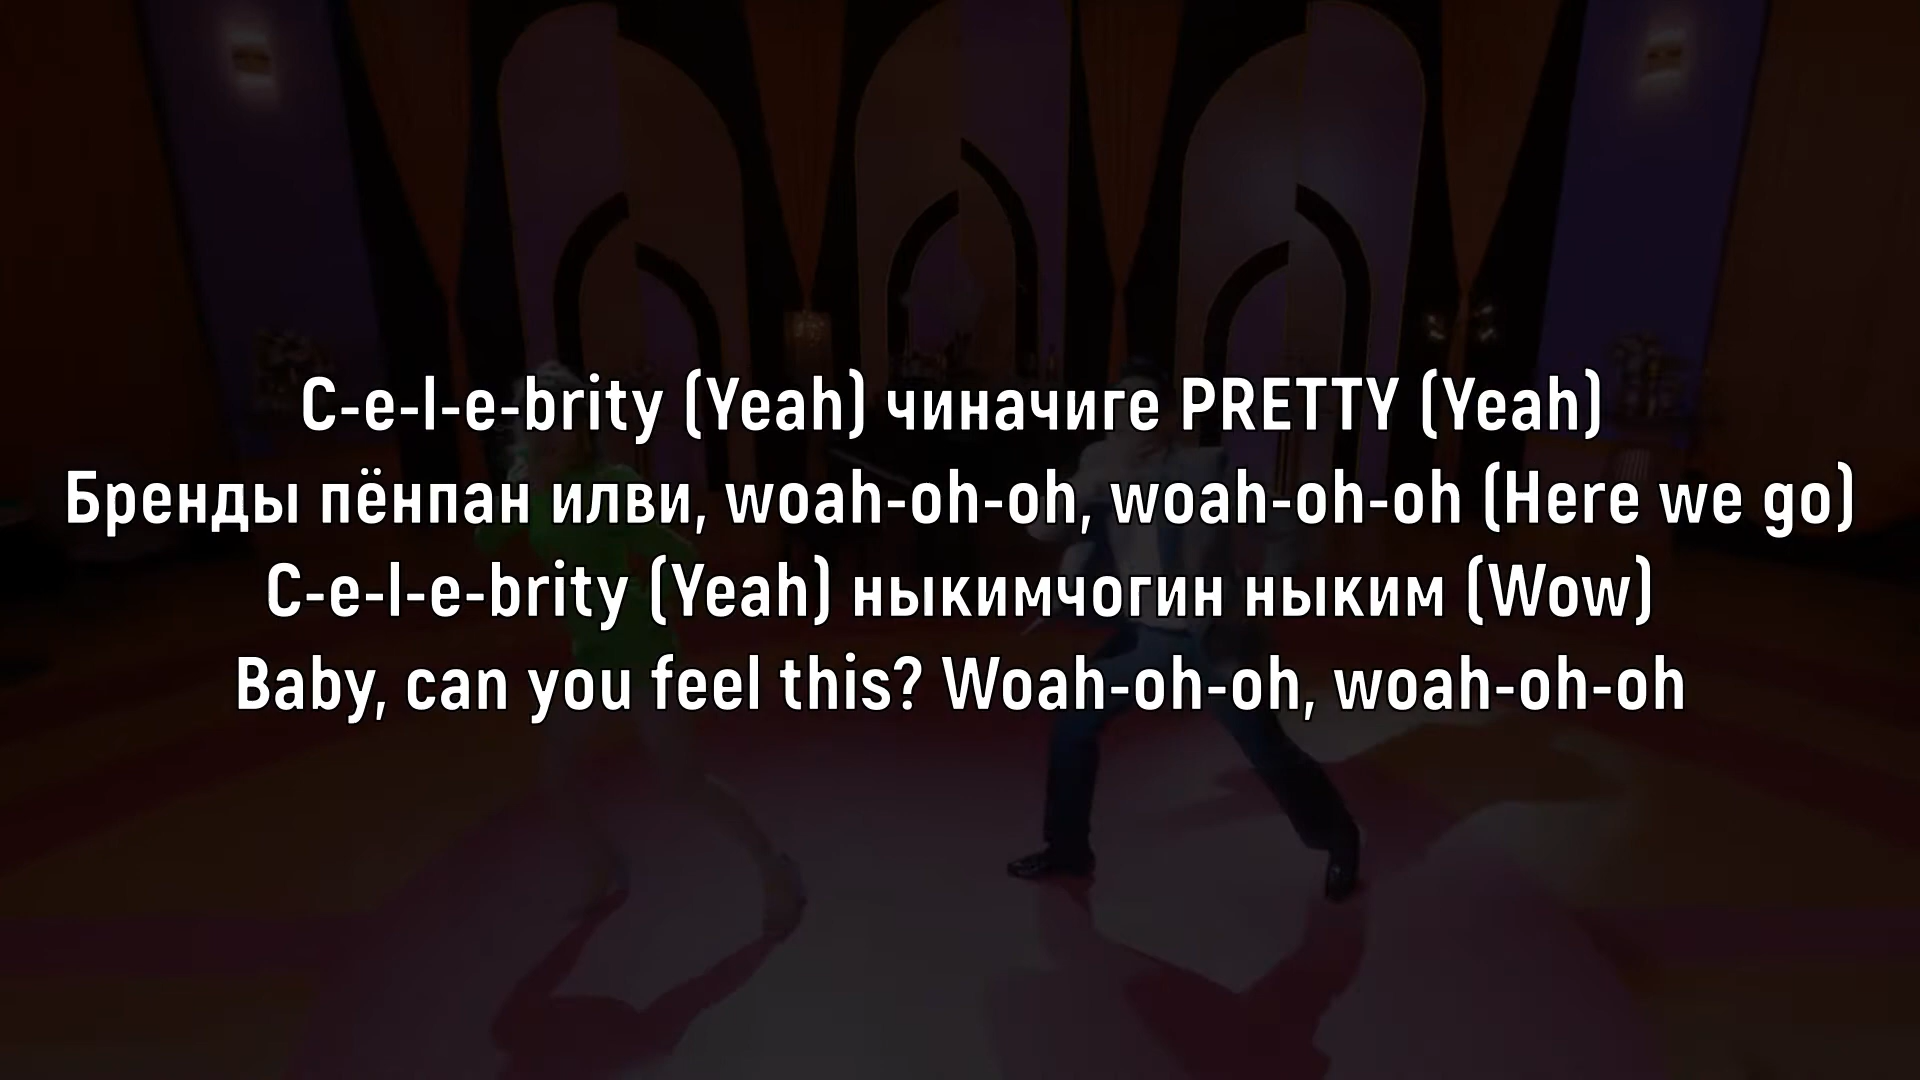 C-e-l-e-brity (Yeah) чиначиге PRETTY (Yeah)
Бренды пёнпан илви, woah-oh-oh, woah-oh-oh (Here we go)
C-e-l-e-brity (Yeah) ныкимчогин ныким (Wow)
Baby, can you feel this? Woah-oh-oh, woah-oh-oh